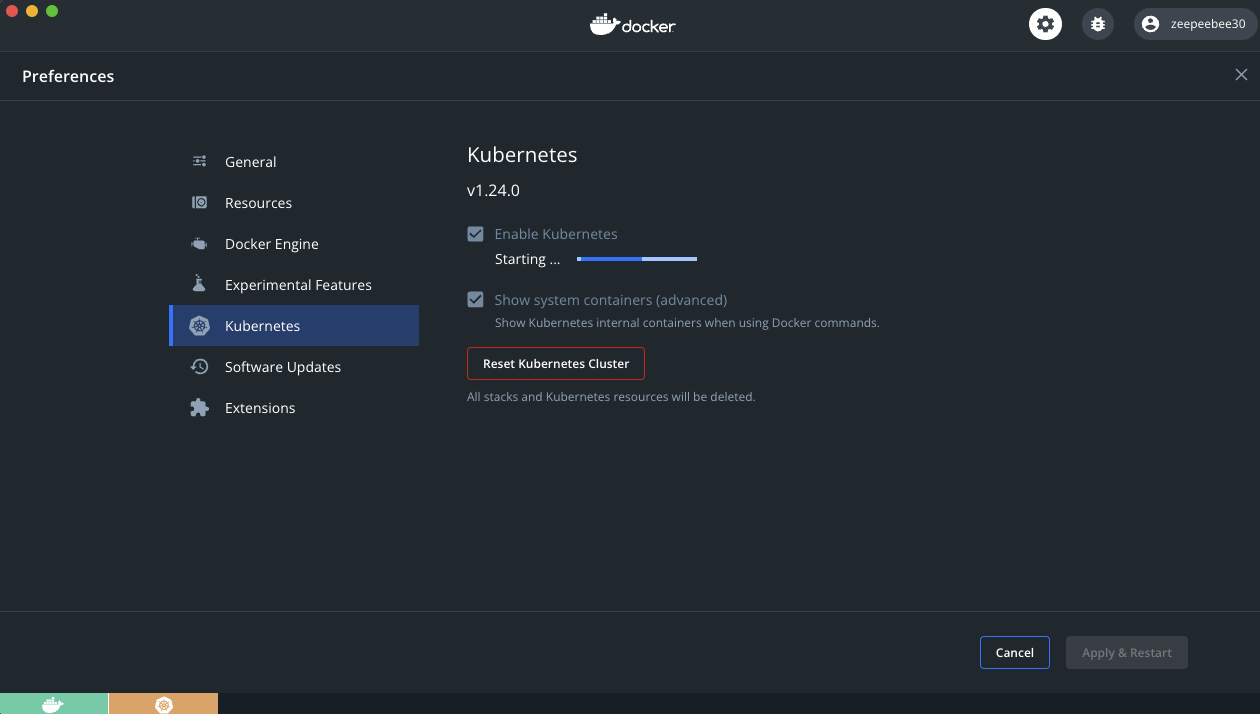 docker
zeepeebee30
Preferences
General
Resources
Docker Engine
Experimental Features
Kubernetes
Software Updates
Extensions
Kubernetes
v1.24.0
Enable Kubernetes
Starting ...
Show system containers (advanced)
Show Kubernetes internal containers when using Docker commands.
Reset Kubernetes Cluster
All stacks and Kubernetes resources will be deleted.
Cancel
Apply & Restart